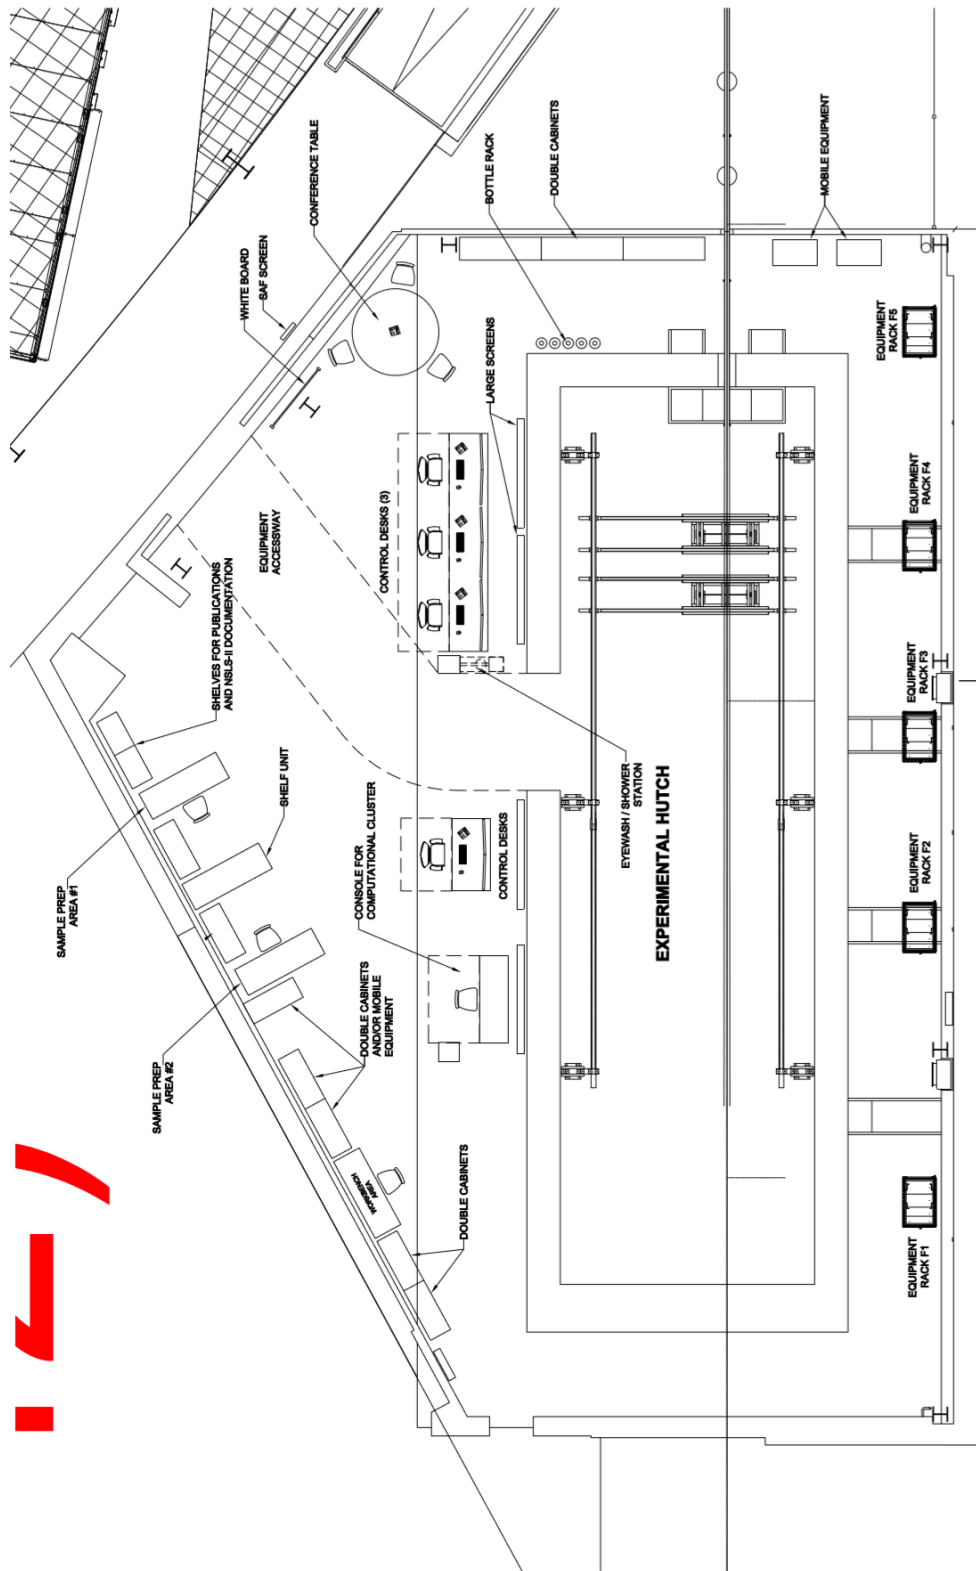 CONFERENCE TABLE
WHITE BOARD
SAF SCREEN
BOTTLE RACK
DOUBLE CABINETS
MOBILE EQUIPMENT
LARGE SCREENS
EQUIPMENT
RACK F5
EQUIPMENT
ACCESSWAY
CONTROL DESKS (3)
EQUIPMENT
RACK F4
SHELVES FOR PUBLICATIONS
AND NSLS-II DOCUMENTATION
EQUIPMENT
RACK F3
SHELF UNIT
EYEWASH / SHOWER
STATION
SAMPLE PREP
AREA #1
CONSOLE FOR
COMPUTATIONAL CLUSTER
CONTROL DESKS
EXPERIMENTAL HUTCH
EQUIPMENT
RACK F2
SAMPLE PREP
AREA #2
DOUBLE CABINETS
AND/OR MOBILE
EQUIPMENT
WORKBENCH
AREA
DOUBLE CABINETS
EQUIPMENT
RACK F1